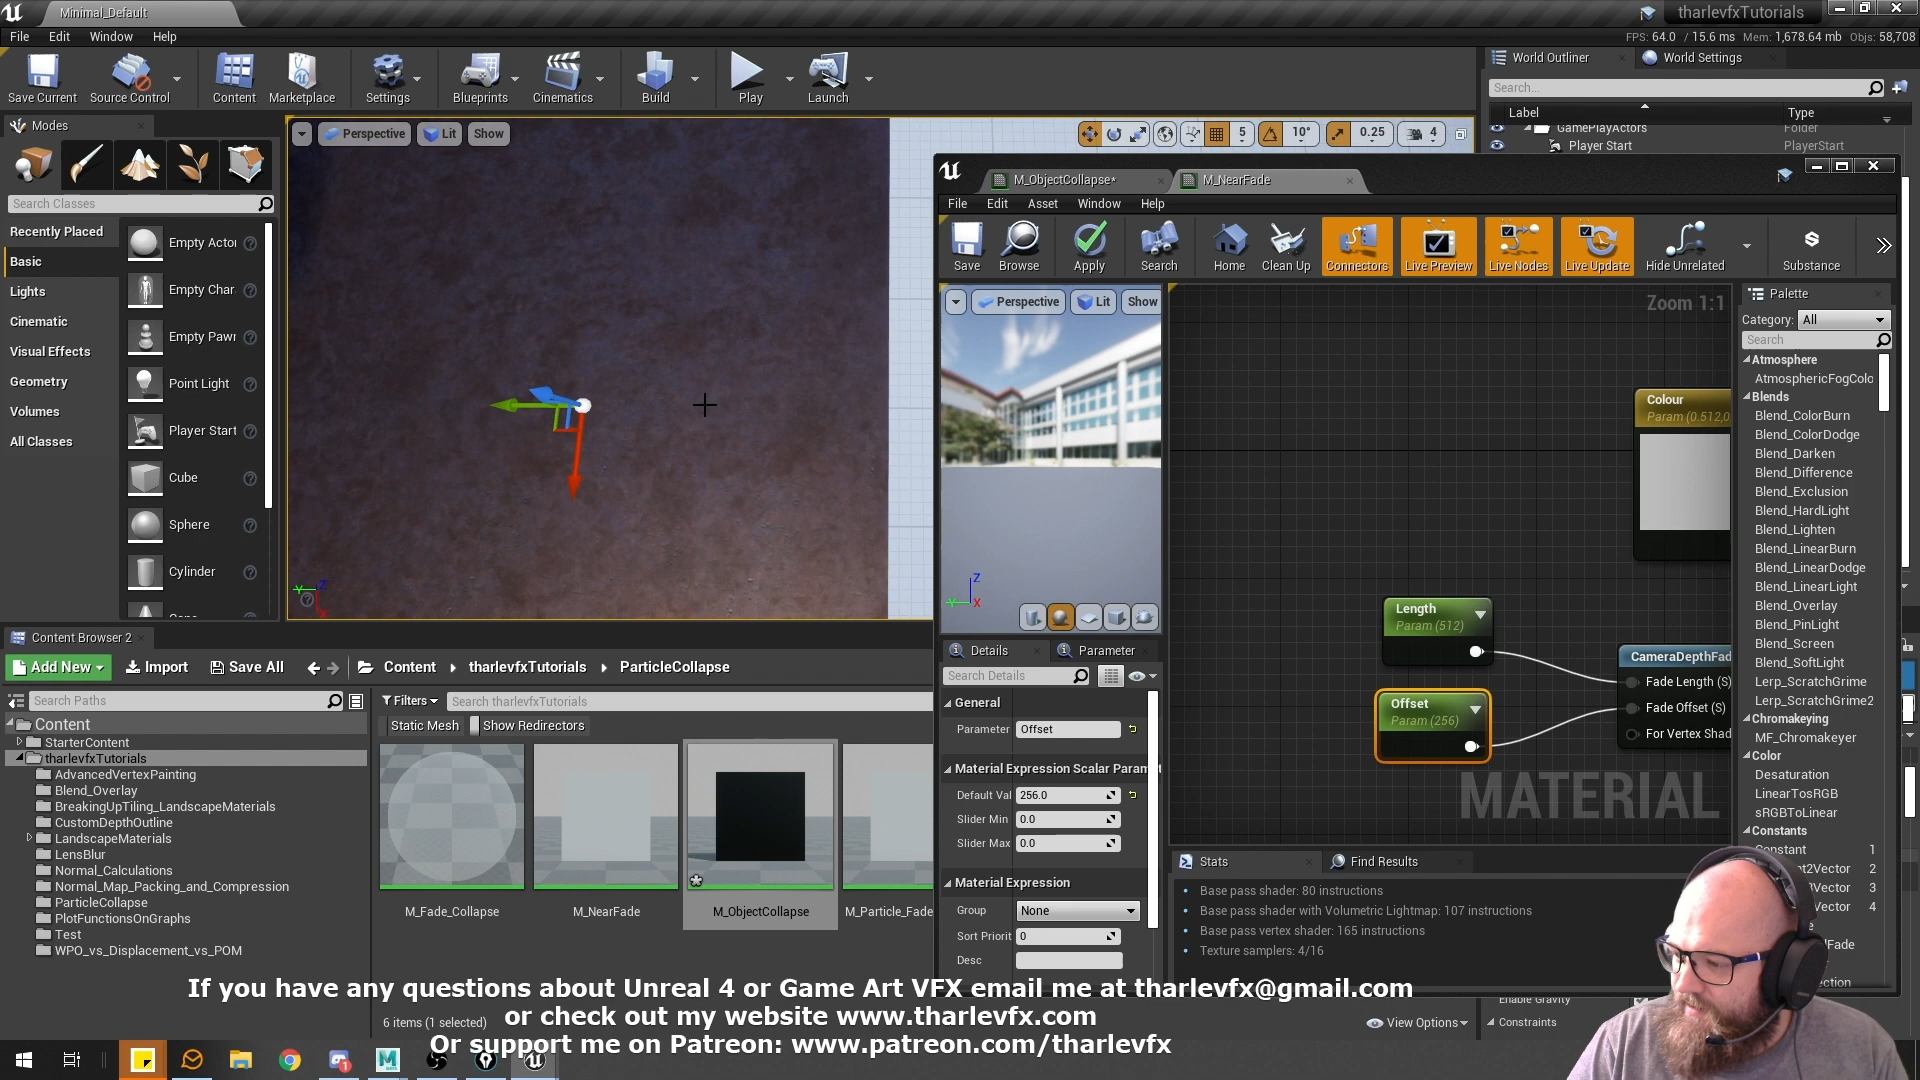 Minimal_Default
tharlevfxTutorials
File Edit Window Help
FPS: 64.0 / 15.6 ms Mem: 1,678.64 mb Objs: 58,708
Save Current Source Control Content Marketplace Settings Blueprints Cinematics Build Play Launch
World Outliner World Settings
Search...
Label Type
GamePlayActors Folder
Player Start PlayerStart
Modes
Search Classes
Recently Placed
Basic
Lights
Cinematic
Visual Effects
Geometry
Volumes
All Classes
Empty Actor
Empty Char
Empty Pawn
Point Light
Player Start
Cube
Sphere
Cylinder
Perspective Lit Show
5 10° 0.25 4
M_ObjectCollapse* M_NearFade
File Edit Asset Window Help
Save Browse Apply Search Home Clean Up Connectors Live Preview Live Nodes Live Update Hide Unrelated Substance
Perspective Lit Show
Zoom 1:1
Colour
Param (0.512,0
Length
Param (512)
Offset
Param (256)
CameraDepthFad
Fade Length (S)
Fade Offset (S)
For Vertex Shad
MATERIAL
Palette
Category: All
Search
Atmosphere
AtmosphericFogColo
Blends
Blend_ColorBurn
Blend_ColorDodge
Blend_Darken
Blend_Difference
Blend_Exclusion
Blend_HardLight
Blend_Lighten
Blend_LinearBurn
Blend_LinearDodge
Blend_LinearLight
Blend_Overlay
Blend_PinLight
Blend_Screen
Blend_SoftLight
Lerp_ScratchGrime
Lerp_ScratchGrime2
Chromakeying
MF_Chromakeyer
Color
Desaturation
LinearTosRGB
sRGBToLinear
Constants
Constant 1
2
3
4
Details Parameter
Search Details
General
Parameter Offset
Material Expression Scalar Param
Default Val 256.0
Slider Min 0.0
Slider Max 0.0
Material Expression
Group None
Sort Priorit 0
Desc
Stats Find Results
Base pass shader: 80 instructions
Base pass shader with Volumetric Lightmap: 107 instructions
Base pass vertex shader: 165 instructions
Texture samplers: 4/16
Content Browser 2
Add New Import Save All Content tharlevfxTutorials ParticleCollapse
Search Paths
Filters Search tharlevfxTutorials
Static Mesh Show Redirectors
Content
StarterContent
tharlevfxTutorials
AdvancedVertexPainting
Blend_Overlay
BreakingUpTiling_LandscapeMaterials
CustomDepthOutline
LandscapeMaterials
LensBlur
Normal_Calculations
Normal_Map_Packing_and_Compression
ParticleCollapse
PlotFunctionsOnGraphs
Test
WPO_vs_Displacement_vs_POM
M_Fade_Collapse M_NearFade M_ObjectCollapse M_Particle_Fade
6 items (1 selected)
View Options
Enable Gravity
Constraints
If you have any questions about Unreal 4 or Game Art VFX email me at tharlevfx@gmail.com
or check out my website www.tharlevfx.com
Or support me on Patreon: www.patreon.com/tharlevfx